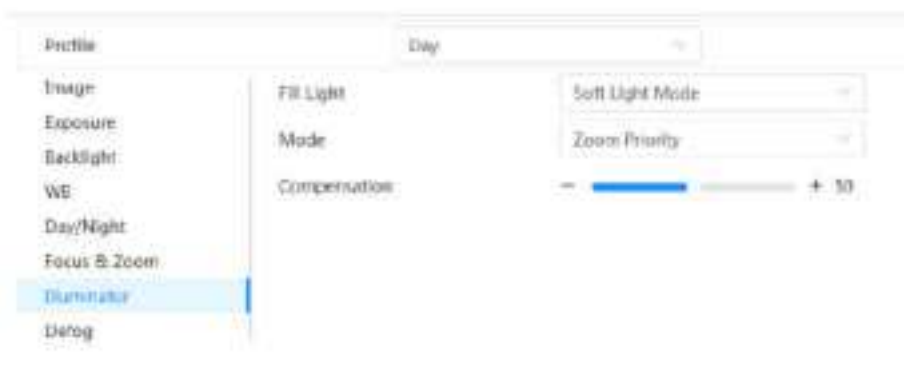 Profile Day
Image
Fill Light Soft Light Mode
Exposure
Mode Zoom Priority
Backlight
WB
Compensation − + 50
Day/Night
Focus & Zoom
Illuminator
Defog